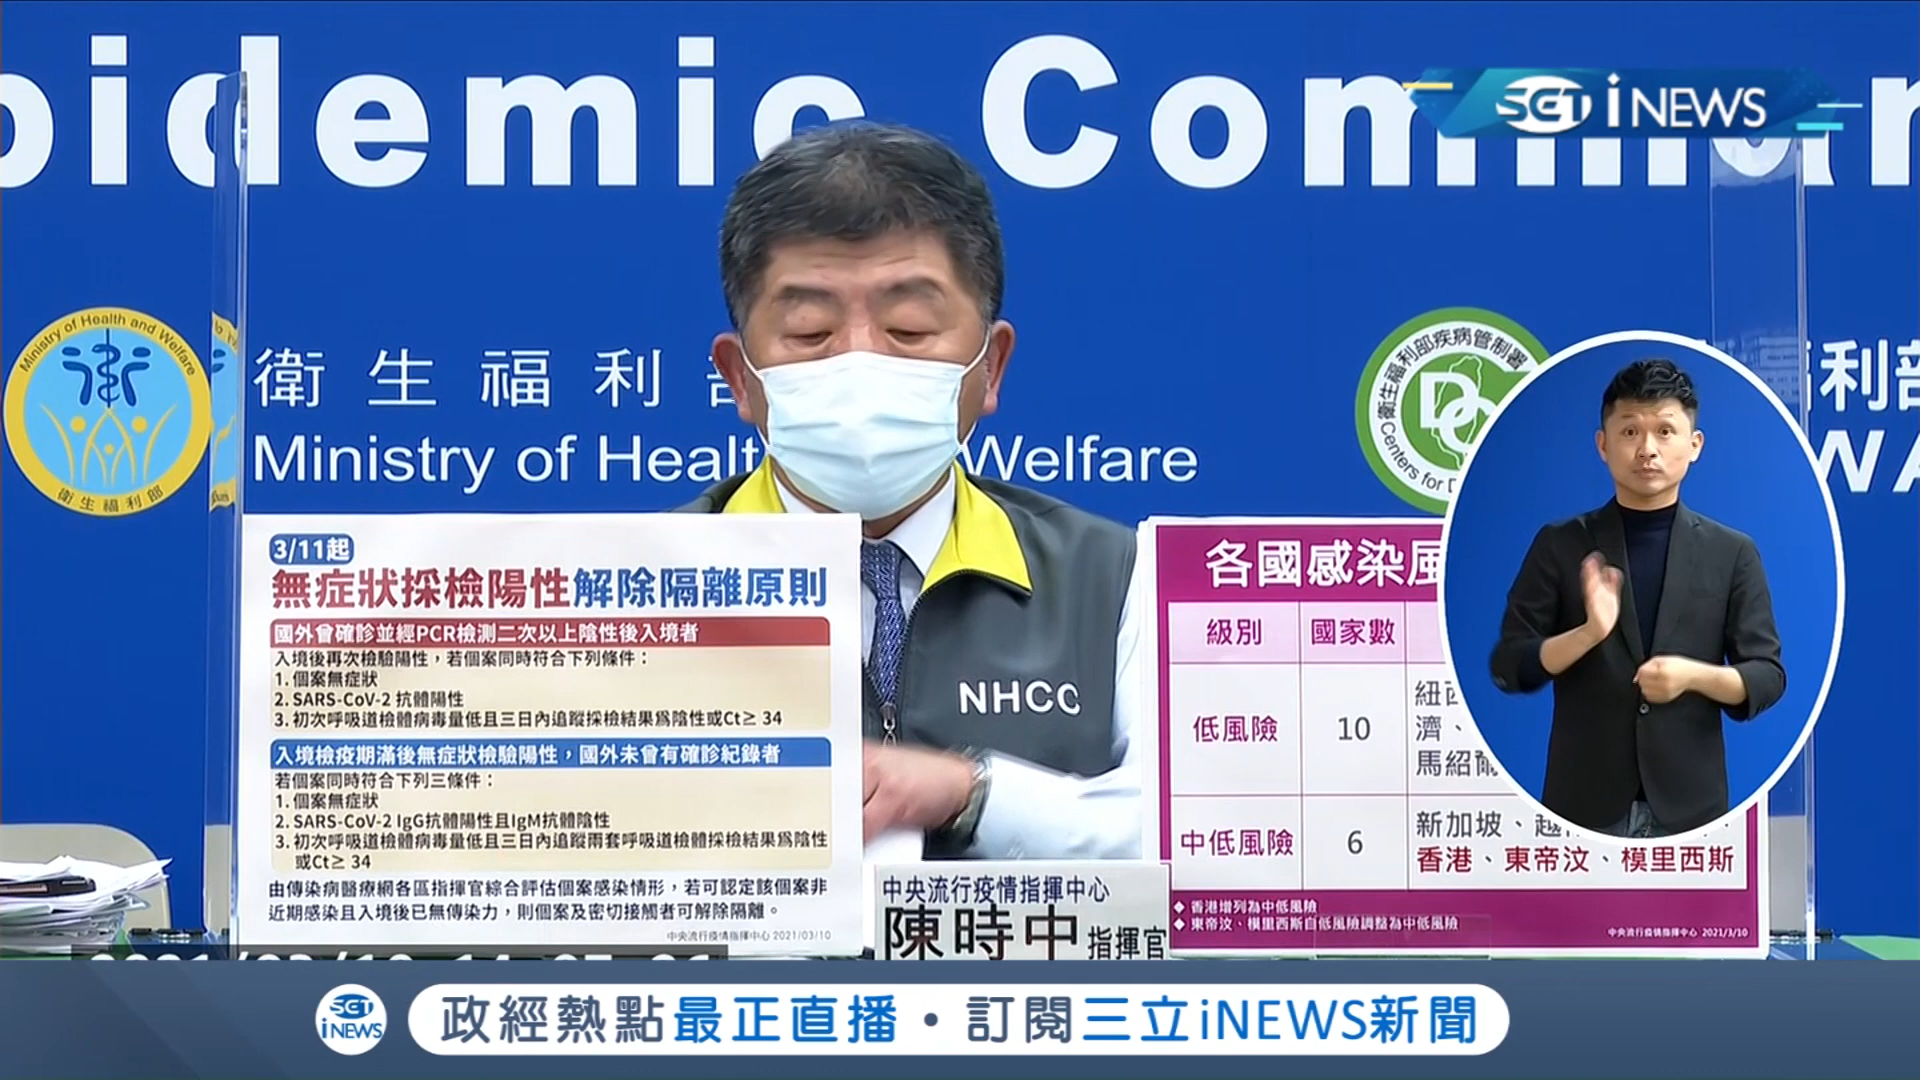 pidemic Comman
SET iNEWS
Ministry of Health and Welfare
衛生福利部
衛生福利部
Ministry of Health Welfare
衛生福利部疾病管制署
Centers for D
福利部
3/11起
無症狀採檢陽性解除隔離原則
國外曾確診並經PCR檢測二次以上陰性後入境者
入境後再次檢驗陽性，若個案同時符合下列條件：
1. 個案無症狀
2. SARS-CoV-2 抗體陽性
3. 初次呼吸道檢體病毒量低且三日內追蹤採檢結果為陰性或Ct≥ 34
入境檢疫期滿後無症狀檢驗陽性，國外未曾有確診紀錄者
若個案同時符合下列三條件：
1. 個案無症狀
2. SARS-CoV-2 IgG抗體陽性且IgM抗體陰性
3. 初次呼吸道檢體病毒量低且三日內追蹤兩套呼吸道檢體採檢結果為陰性
或Ct≥ 34
由傳染病醫療網各區指揮官綜合評估個案感染情形，若可認定該個案非
近期感染且入境後已無傳染力，則個案及密切接觸者可解除隔離。
中央流行疫情指揮中心 2021/03/10
NHCC
中央流行疫情指揮中心
陳時中 指揮官
各國感染風
級別 國家數
低風險 10
紐西
濟、
馬紹爾
中低風險 6
新加坡、越
香港、東帝汶、模里西斯
◆ 香港增列為中低風險
◆ 東帝汶、模里西斯自低風險調整為中低風險
中央流行疫情指揮中心 2021/3/10
SET iNEWS
政經熱點最正直播・訂閱三立iNEWS新聞